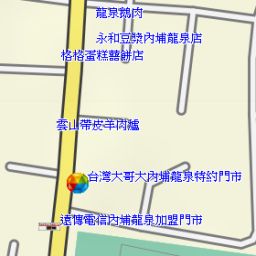 龍泉鵝肉
永和豆漿內埔龍泉店
格格蛋糕囍餅店
雲山帶皮羊肉爐
台灣大哥大內埔龍泉特約門市
遠傳電信內埔龍泉加盟門市